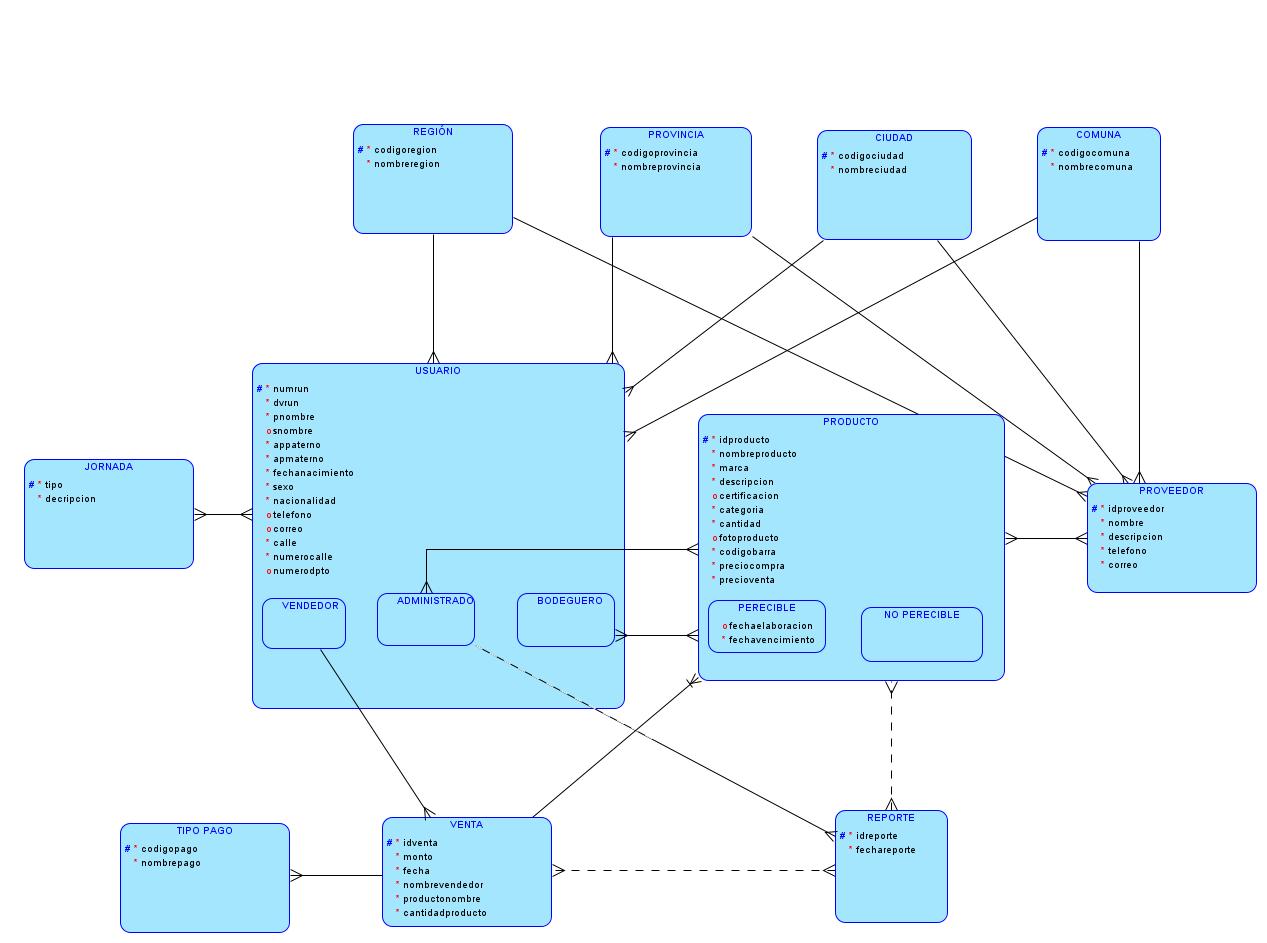 REGIÓN
# * codigoregion
* nombreregion
PROVINCIA
# * codigoprovincia
* nombreprovincia
CIUDAD
# * codigociudad
* nombreciudad
COMUNA
# * codigocomuna
* nombrecomuna
USUARIO
# * numrun
* dvrun
* pnombre
o snombre
* appaterno
* apmaterno
* fechanacimiento
* sexo
* nacionalidad
o telefono
o correo
* calle
* numerocalle
o numerodpto
VENDEDOR
ADMINISTRADO
BODEGUERO
JORNADA
# * tipo
* decripcion
PRODUCTO
# * idproducto
* nombreproducto
* marca
* descripcion
o certificacion
* categoria
* cantidad
o fotoproducto
* codigobarra
* preciocompra
* precioventa
PERECIBLE
o fechaelaboracion
* fechavencimiento
NO PERECIBLE
PROVEEDOR
# * idproveedor
* nombre
* descripcion
* telefono
* correo
TIPO PAGO
# * codigopago
* nombrepago
VENTA
# * idventa
* monto
* fecha
* nombrevendedor
* productonombre
* cantidadproducto
REPORTE
# * idreporte
* fechareporte